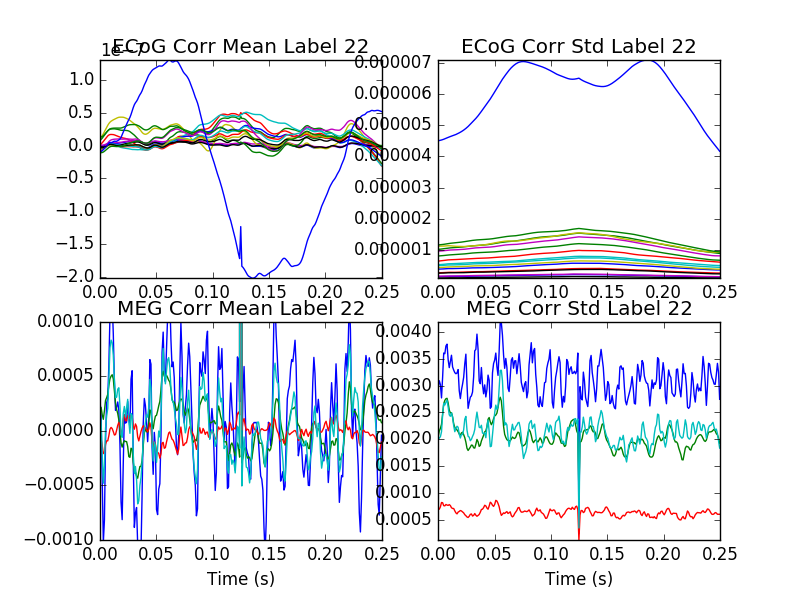 ECoG Corr Mean Label 22
1e−7
1.0
0.5
0.0
−0.5
−1.0
−1.5
−2.0
0.00 0.05 0.10 0.15 0.20 0.25
ECoG Corr Std Label 22
0.000007
0.000006
0.000005
0.000004
0.000003
0.000002
0.000001
0.00 0.05 0.10 0.15 0.20 0.25
MEG Corr Mean Label 22
0.0010
0.0005
0.0000
−0.0005
−0.0010
0.00 0.05 0.10 0.15 0.20 0.25
Time (s)
MEG Corr Std Label 22
0.0040
0.0035
0.0030
0.0025
0.0020
0.0015
0.0010
0.0005
0.00 0.05 0.10 0.15 0.20 0.25
Time (s)